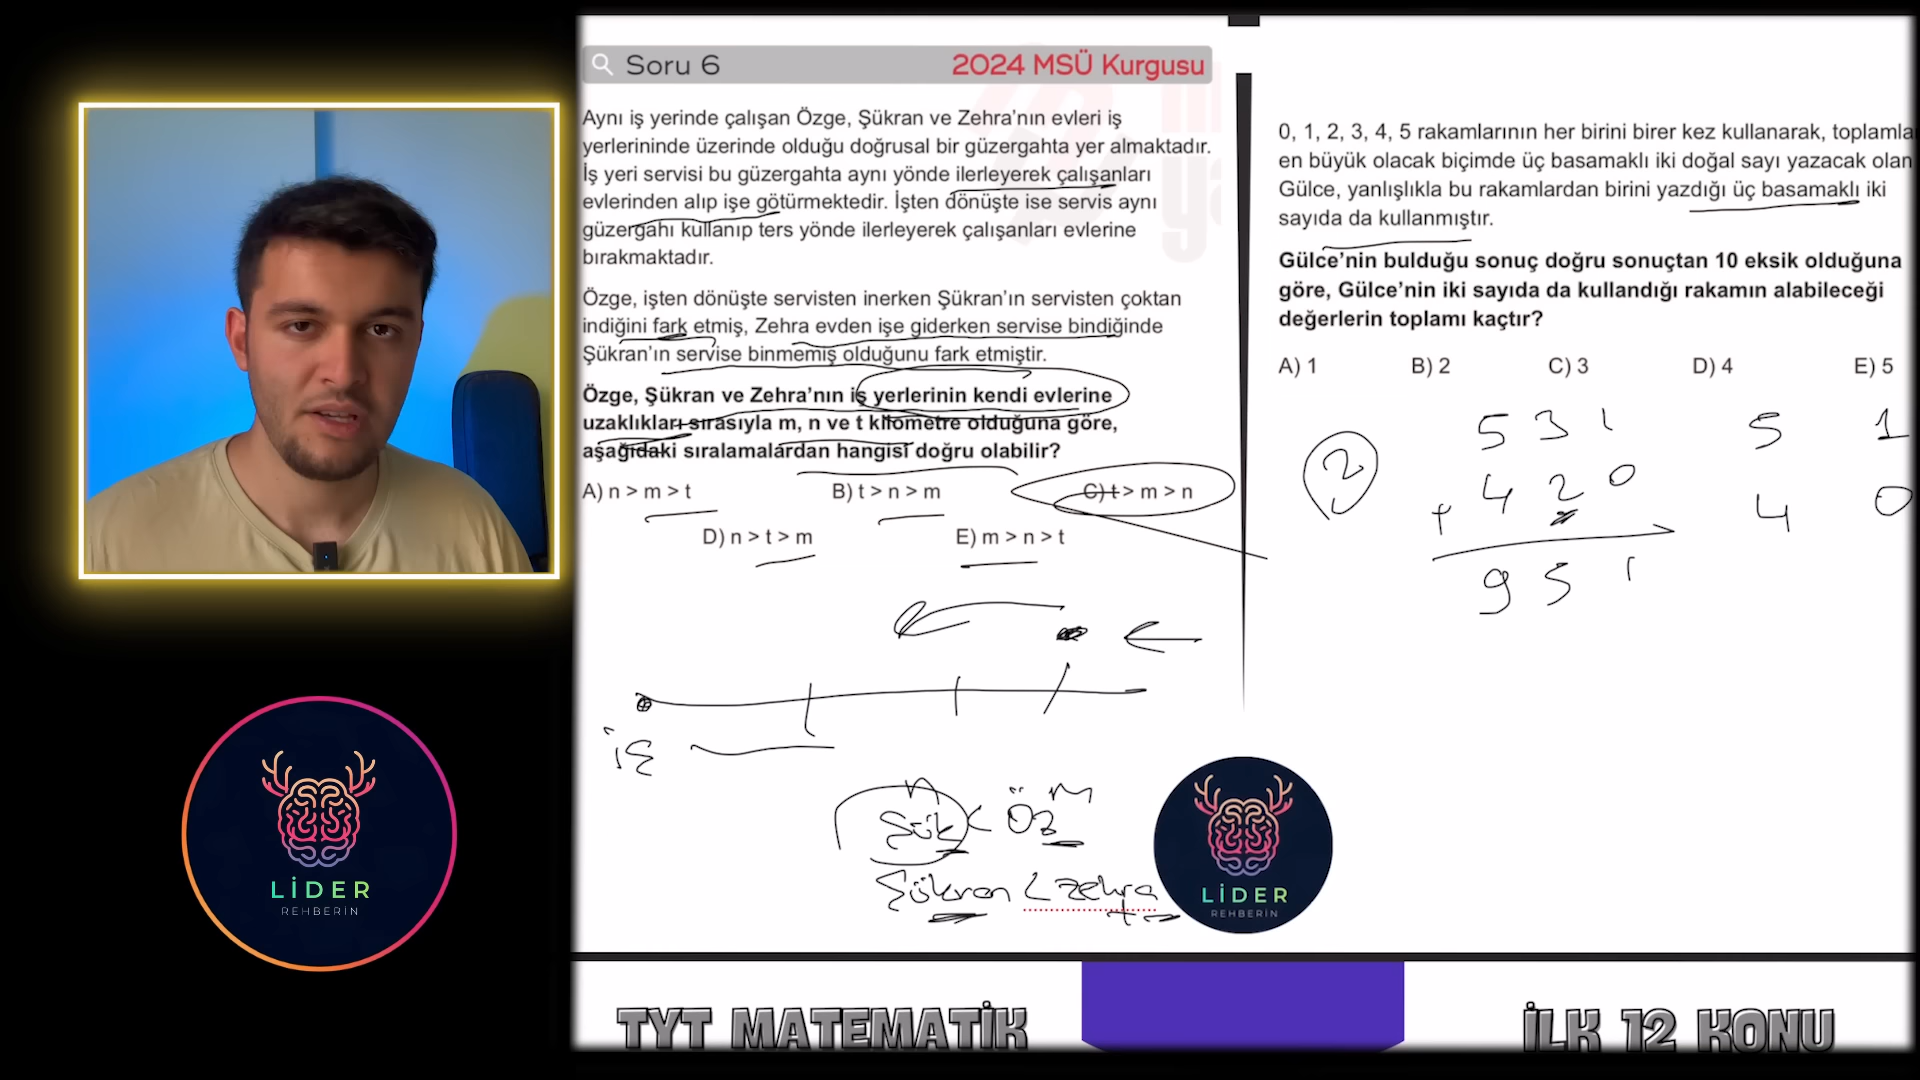 Soru 6
2024 MSÜ Kurgusu
Aynı iş yerinde çalışan Özge, Şükran ve Zehra'nın evleri iş
yerlerininde üzerinde olduğu doğrusal bir güzergahta yer almaktadır.
İş yeri servisi bu güzergahta aynı yönde ilerleyerek çalışanları
evlerinden alıp işe götürmektedir. İşten dönüşte ise servis aynı
güzergahı kullanıp ters yönde ilerleyerek çalışanları evlerine
bırakmaktadır.
Özge, işten dönüşte servisten inerken Şükran'ın servisten çoktan
indiğini fark etmiş, Zehra evden işe giderken servise bindiğinde
Şükran'ın servise binmemiş olduğunu fark etmiştir.
Özge, Şükran ve Zehra'nın iş yerlerinin kendi evlerine
uzaklıkları sırasıyla m, n ve t kilometre olduğuna göre,
aşağıdaki sıralamalardan hangisi doğru olabilir?
A) n > m > t
B) t > n > m
C) t > m > n
D) n > t > m
E) m > n > t
iş
n m
Şük < Öz
Şükran < zehra
t
0, 1, 2, 3, 4, 5 rakamlarının her birini birer kez kullanarak, toplamla
en büyük olacak biçimde üç basamaklı iki doğal sayı yazacak olan
Gülce, yanlışlıkla bu rakamlardan birini yazdığı üç basamaklı iki
sayıda da kullanmıştır.
Gülce'nin bulduğu sonuç doğru sonuçtan 10 eksik olduğuna
göre, Gülce'nin iki sayıda da kullandığı rakamın alabileceği
değerlerin toplamı kaçtır?
A) 1
B) 2
C) 3
D) 4
E) 5
2
5 3 1
+ 4 2 0
9 5 1
5 1
4 0
LİDER
REHBERİN
LİDER
REHBERİN
TYT MATEMATİK
İLK 12 KONU